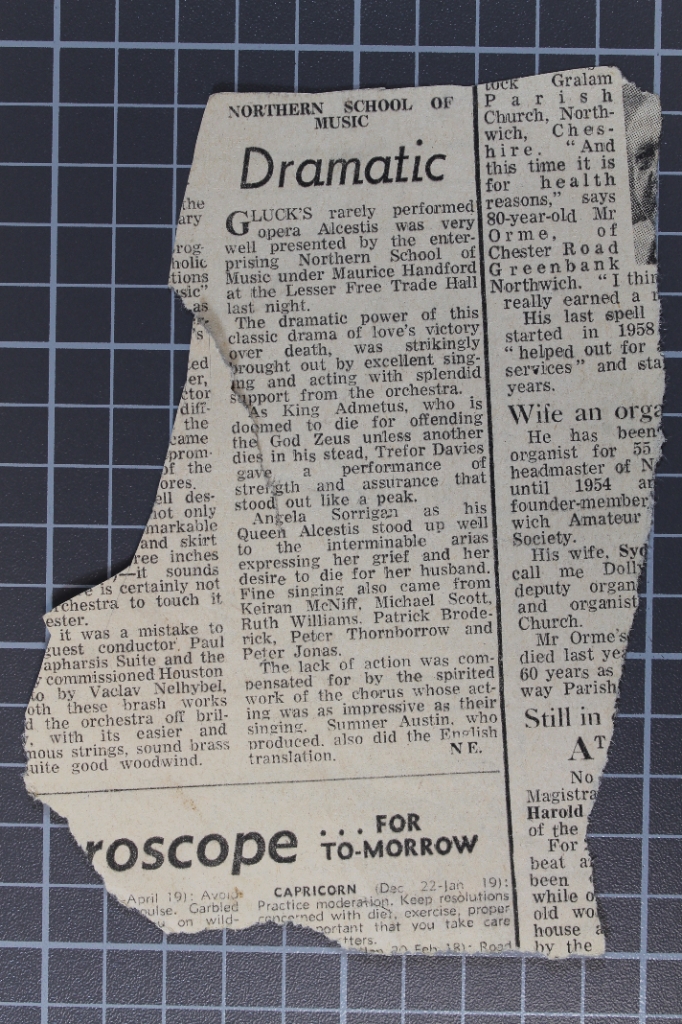 the
ary
rog-
holic
tions
sic"
as
r-
's
ted
er,
ctor
diff-
the
came
prom-
of the
ores.
ell des-
not only
markable
and skirt
ree inches
)—it sounds
e is certainly not
rchestra to touch it
ester.
it was a mistake to
guest conductor, Paul
apharsis Suite and the
commissioned Houston
to by Vaclav Nelhybel,
oth these brash works
d the orchestra off bril-
, with its easier and
mous strings, sound brass
uite good woodwind.
NORTHERN SCHOOL OF
MUSIC
Dramatic
GLUCK'S rarely performed
opera Alcestis was very
well presented by the enter-
prising Northern School of
Music under Maurice Handford
at the Lesser Free Trade Hall
last night.
The dramatic power of this
classic drama of love's victory
over death, was strikingly
brought out by excellent sing-
ing and acting with splendid
support from the orchestra.
As King Admetus, who is
doomed to die for offending
the God Zeus unless another
dies in his stead, Trefor Davies
gave a performance of
strength and assurance that
stood out like a peak.
Angela Sorrigan as his
Queen Alcestis stood up well
to the interminable arias
expressing her grief and her
desire to die for her husband.
Fine singing also came from
Keiran McNiff, Michael Scott,
Ruth Williams, Patrick Brode-
rick, Peter Thornborrow and
Peter Jonas.
The lack of action was com-
pensated for by the spirited
work of the chorus whose act-
ing was as impressive as their
singing. Sumner Austin, who
produced, also did the English
translation. N E.
tock Gralam
Parish
Church, North-
wich, Ches-
hire. "And
this time it is
for health
reasons," says
80-year-old Mr
Orme, of
Chester Road
Greenbank
Northwich. "I thin
really earned a r
His last spell
started in 1958
"helped out for
services" and sta
years.
Wife an orga
He has been
organist for 55
headmaster of N
until 1954 an
founder-member
wich Amateur
Society.
His wife, Syd
call me Dolly
deputy organ
and organist
Church.
Mr Orme's
died last yea
60 years as
way Parish
Still in
AT
No
Magistra
Harold
of the
For
beat a
been
while o
old wo
house a
by the
roscope ... FOR
TO-MORROW
April 19): Avoid
pulse. Garbled
u on wild-
CAPRICORN (Dec 22-Jan 19):
Practice moderation. Keep resolutions
concerned with diet, exercise, proper
portant that you take care
tters.
20 Feb 18): Road